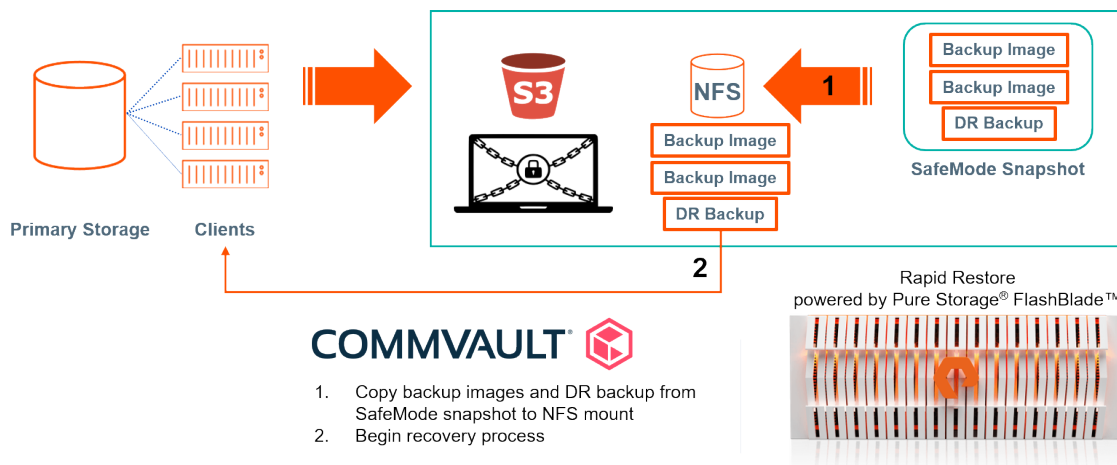 Primary Storage
Clients
S3
NFS
Backup Image
Backup Image
DR Backup
1
Backup Image
Backup Image
DR Backup
SafeMode Snapshot
2
COMMVAULT®
1. Copy backup images and DR backup from
SafeMode snapshot to NFS mount
2. Begin recovery process
Rapid Restore
powered by Pure Storage® FlashBlade™